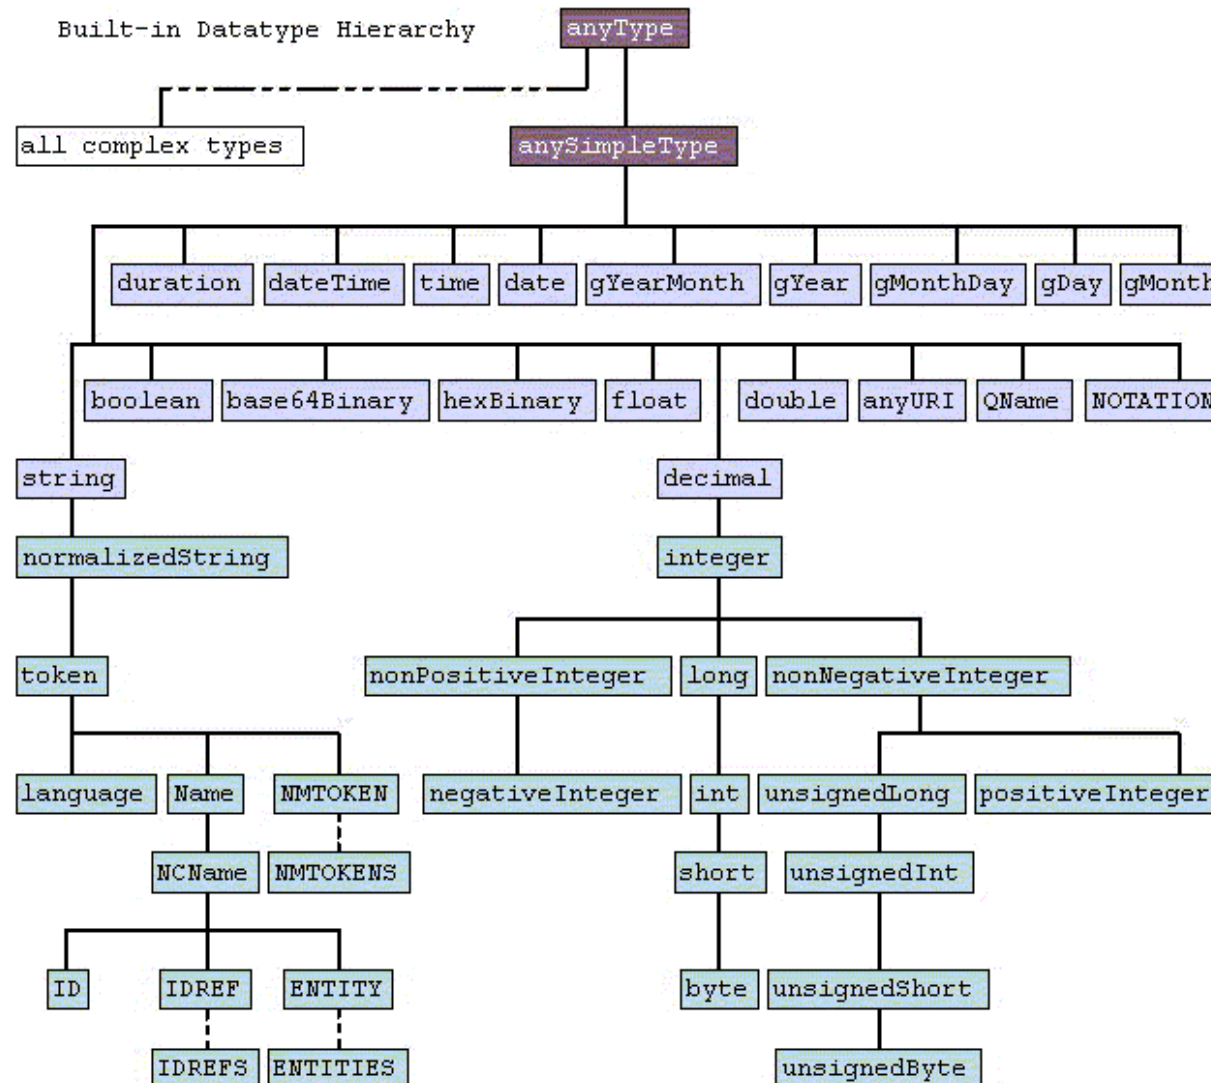 Built-in Datatype Hierarchy anyType
all complex types anySimpleType
duration dateTime time date gYearMonth gYear gMonthDay gDay gMonth
boolean base64Binary hexBinary float double anyURI QName NOTATION
string decimal
normalizedString integer
token nonPositiveInteger long nonNegativeInteger
language Name NMTOKEN negativeInteger int unsignedLong positiveInteger
NCName NMTOKENS short unsignedInt
ID IDREF ENTITY byte unsignedShort
IDREFS ENTITIES unsignedByte